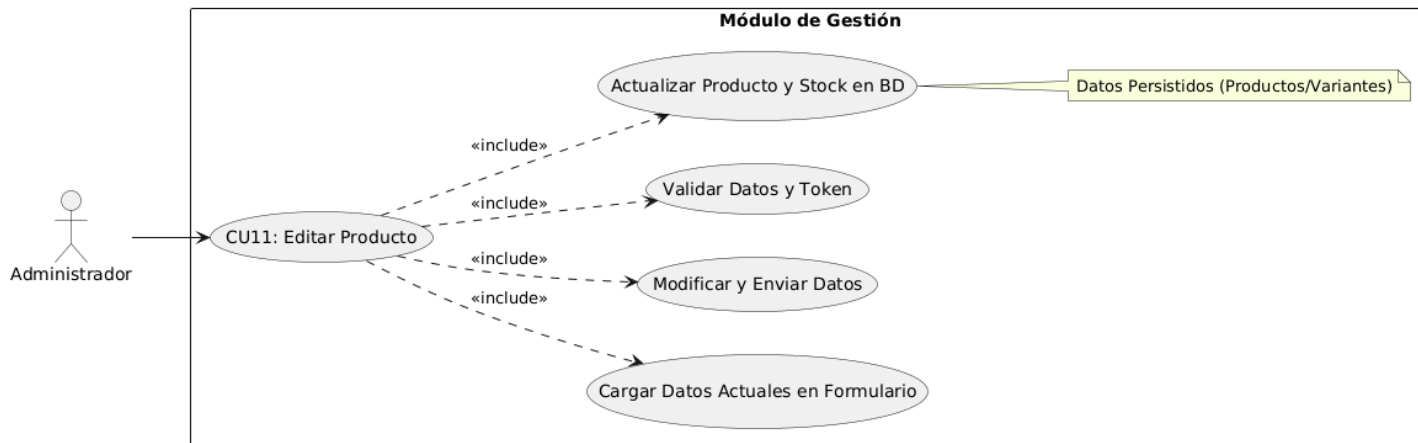 Módulo de Gestión
Actualizar Producto y Stock en BD
Datos Persistidos (Productos/Variantes)
«include»
Validar Datos y Token
«include»
CU11: Editar Producto
Administrador
«include»
Modificar y Enviar Datos
«include»
Cargar Datos Actuales en Formulario